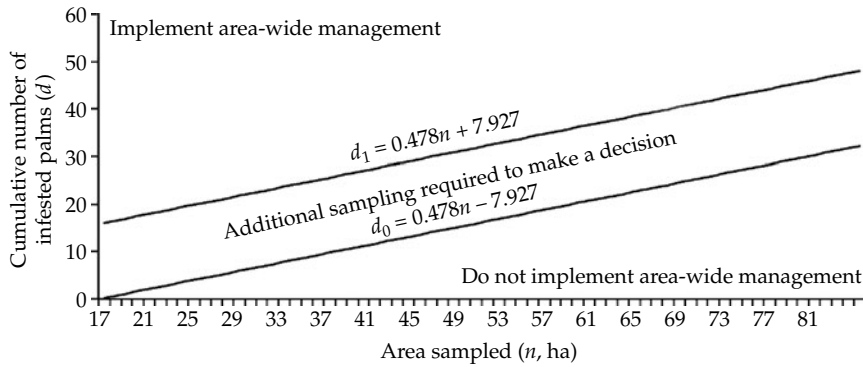 60
50
40
30
20
10
0
Cumulative number of
infested palms (d)
Implement area-wide management
d₁ = 0.478n + 7.927
Additional sampling required to make a decision
d₀ = 0.478n − 7.927
Do not implement area-wide management
17 21 25 29 33 37 41 45 49 53 57 61 65 69 73 77 81
Area sampled (n, ha)